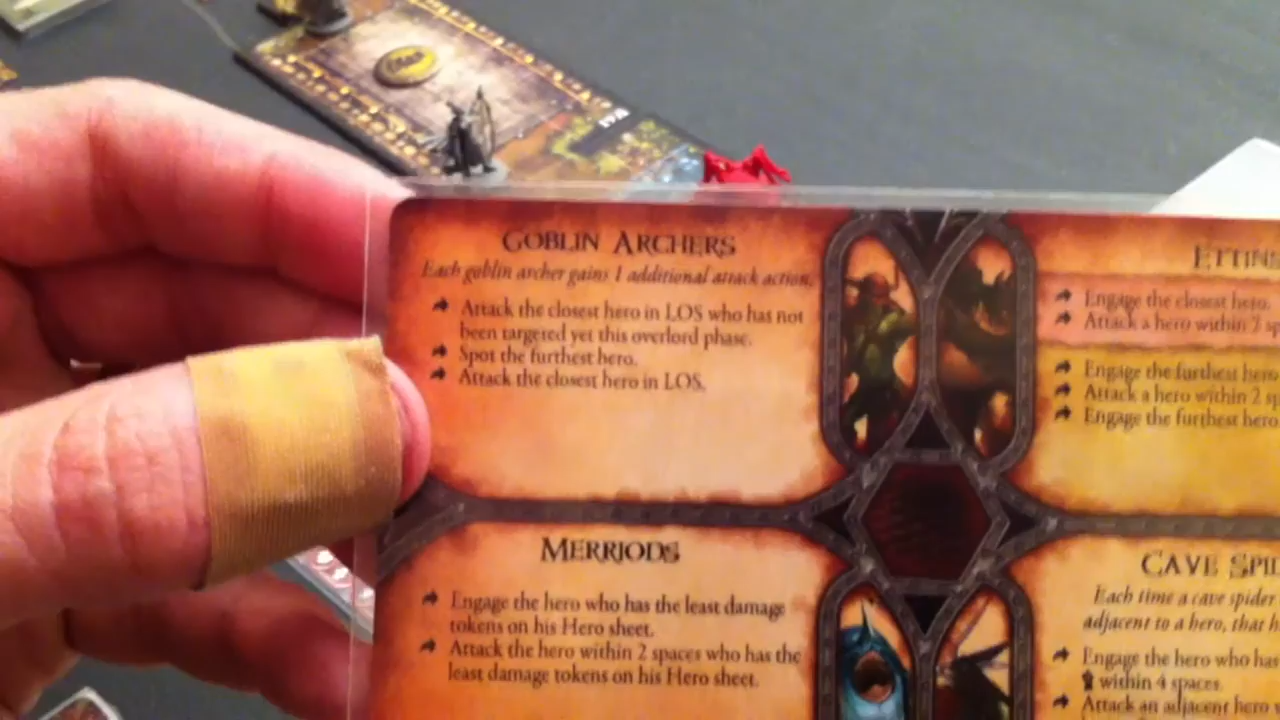 GOBLIN ARCHERS
Each goblin archer gains 1 additional attack action.
Attack the closest hero in LOS who has not
been targeted yet this overlord phase.
Spot the furthest hero.
Attack the closest hero in LOS.
ETTINS
Engage the closest hero.
Attack a hero within 2 sp
Engage the furthest hero
Attack a hero within 2 sp
Engage the furthest hero
MERRIODS
Engage the hero who has the least damage
tokens on his Hero sheet.
Attack the hero within 2 spaces who has the
least damage tokens on his Hero sheet.
CAVE SPID
Each time a cave spider
adjacent to a hero, that h
Engage the hero who has
within 4 spaces.
Attack an adjacent hero